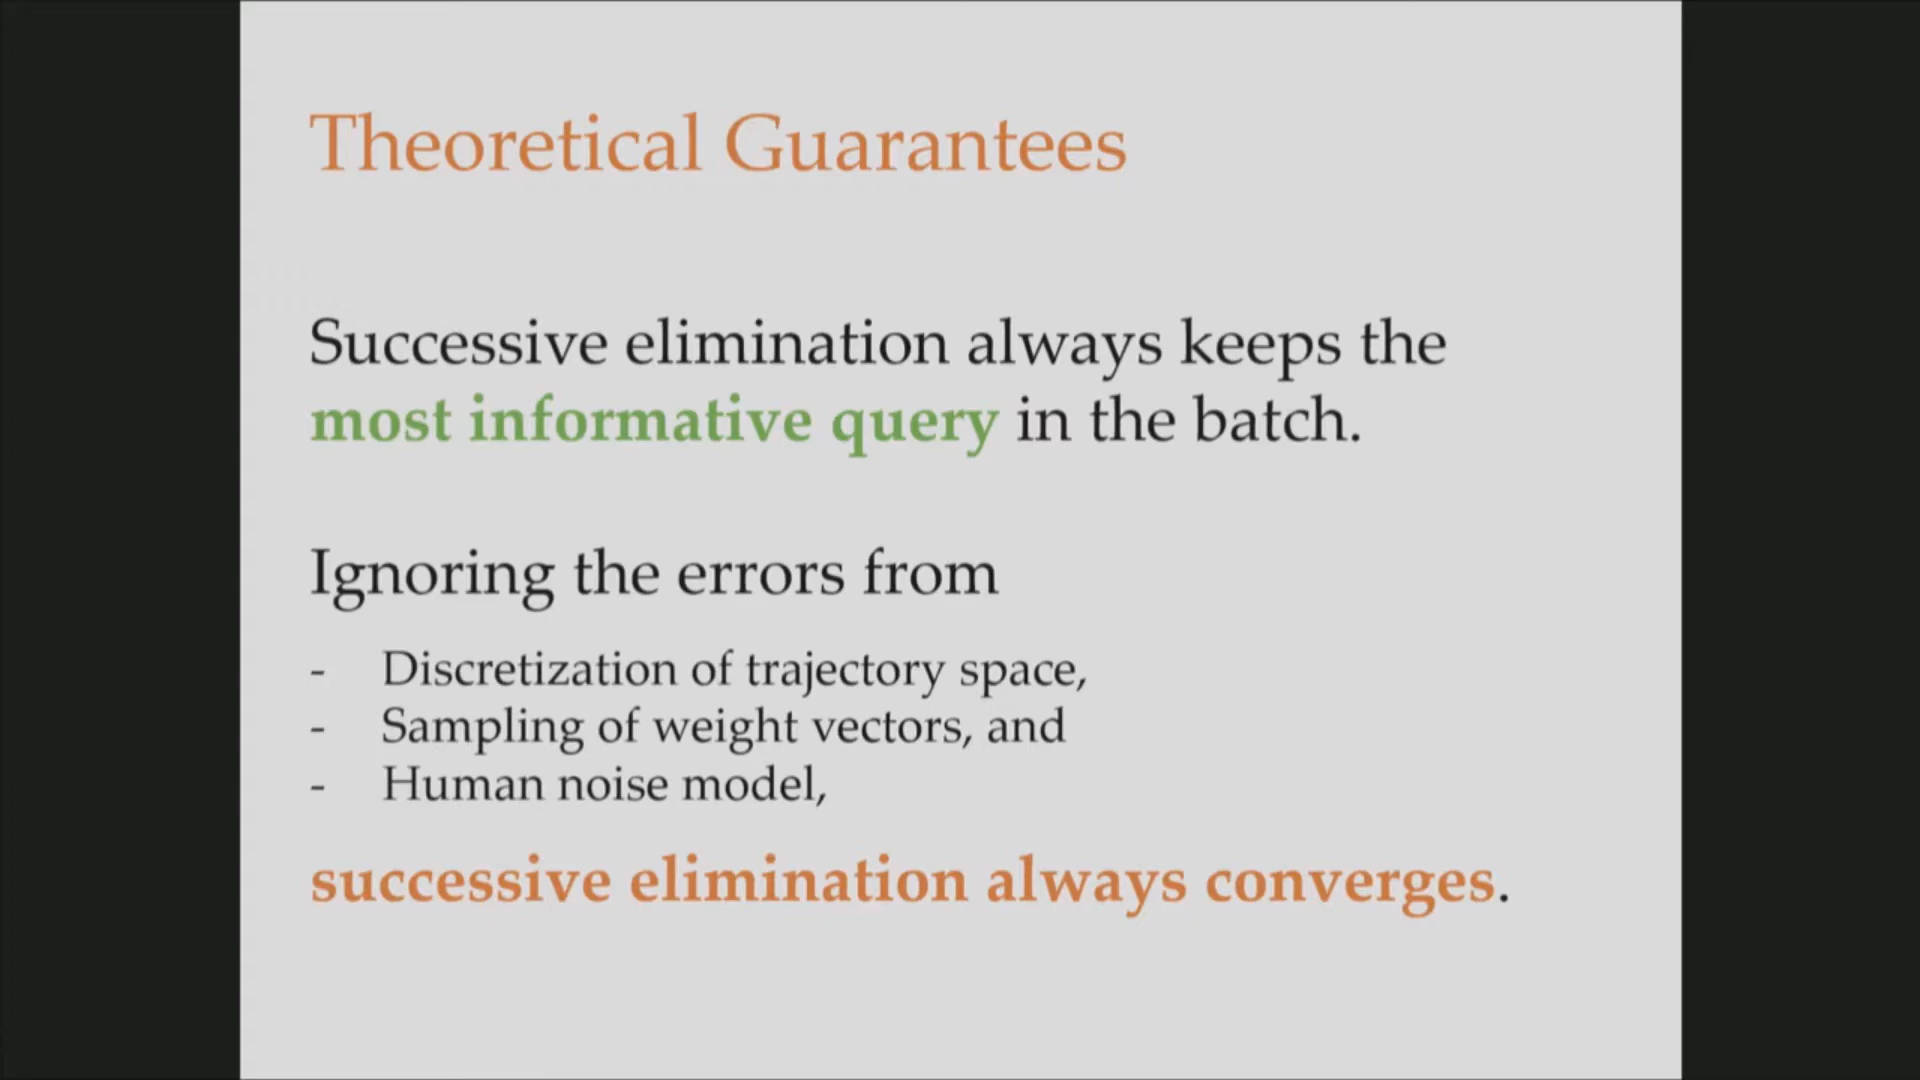 Theoretical Guarantees
Successive elimination always keeps the
most informative query in the batch.
Ignoring the errors from
- Discretization of trajectory space,
- Sampling of weight vectors, and
- Human noise model,
successive elimination always converges.